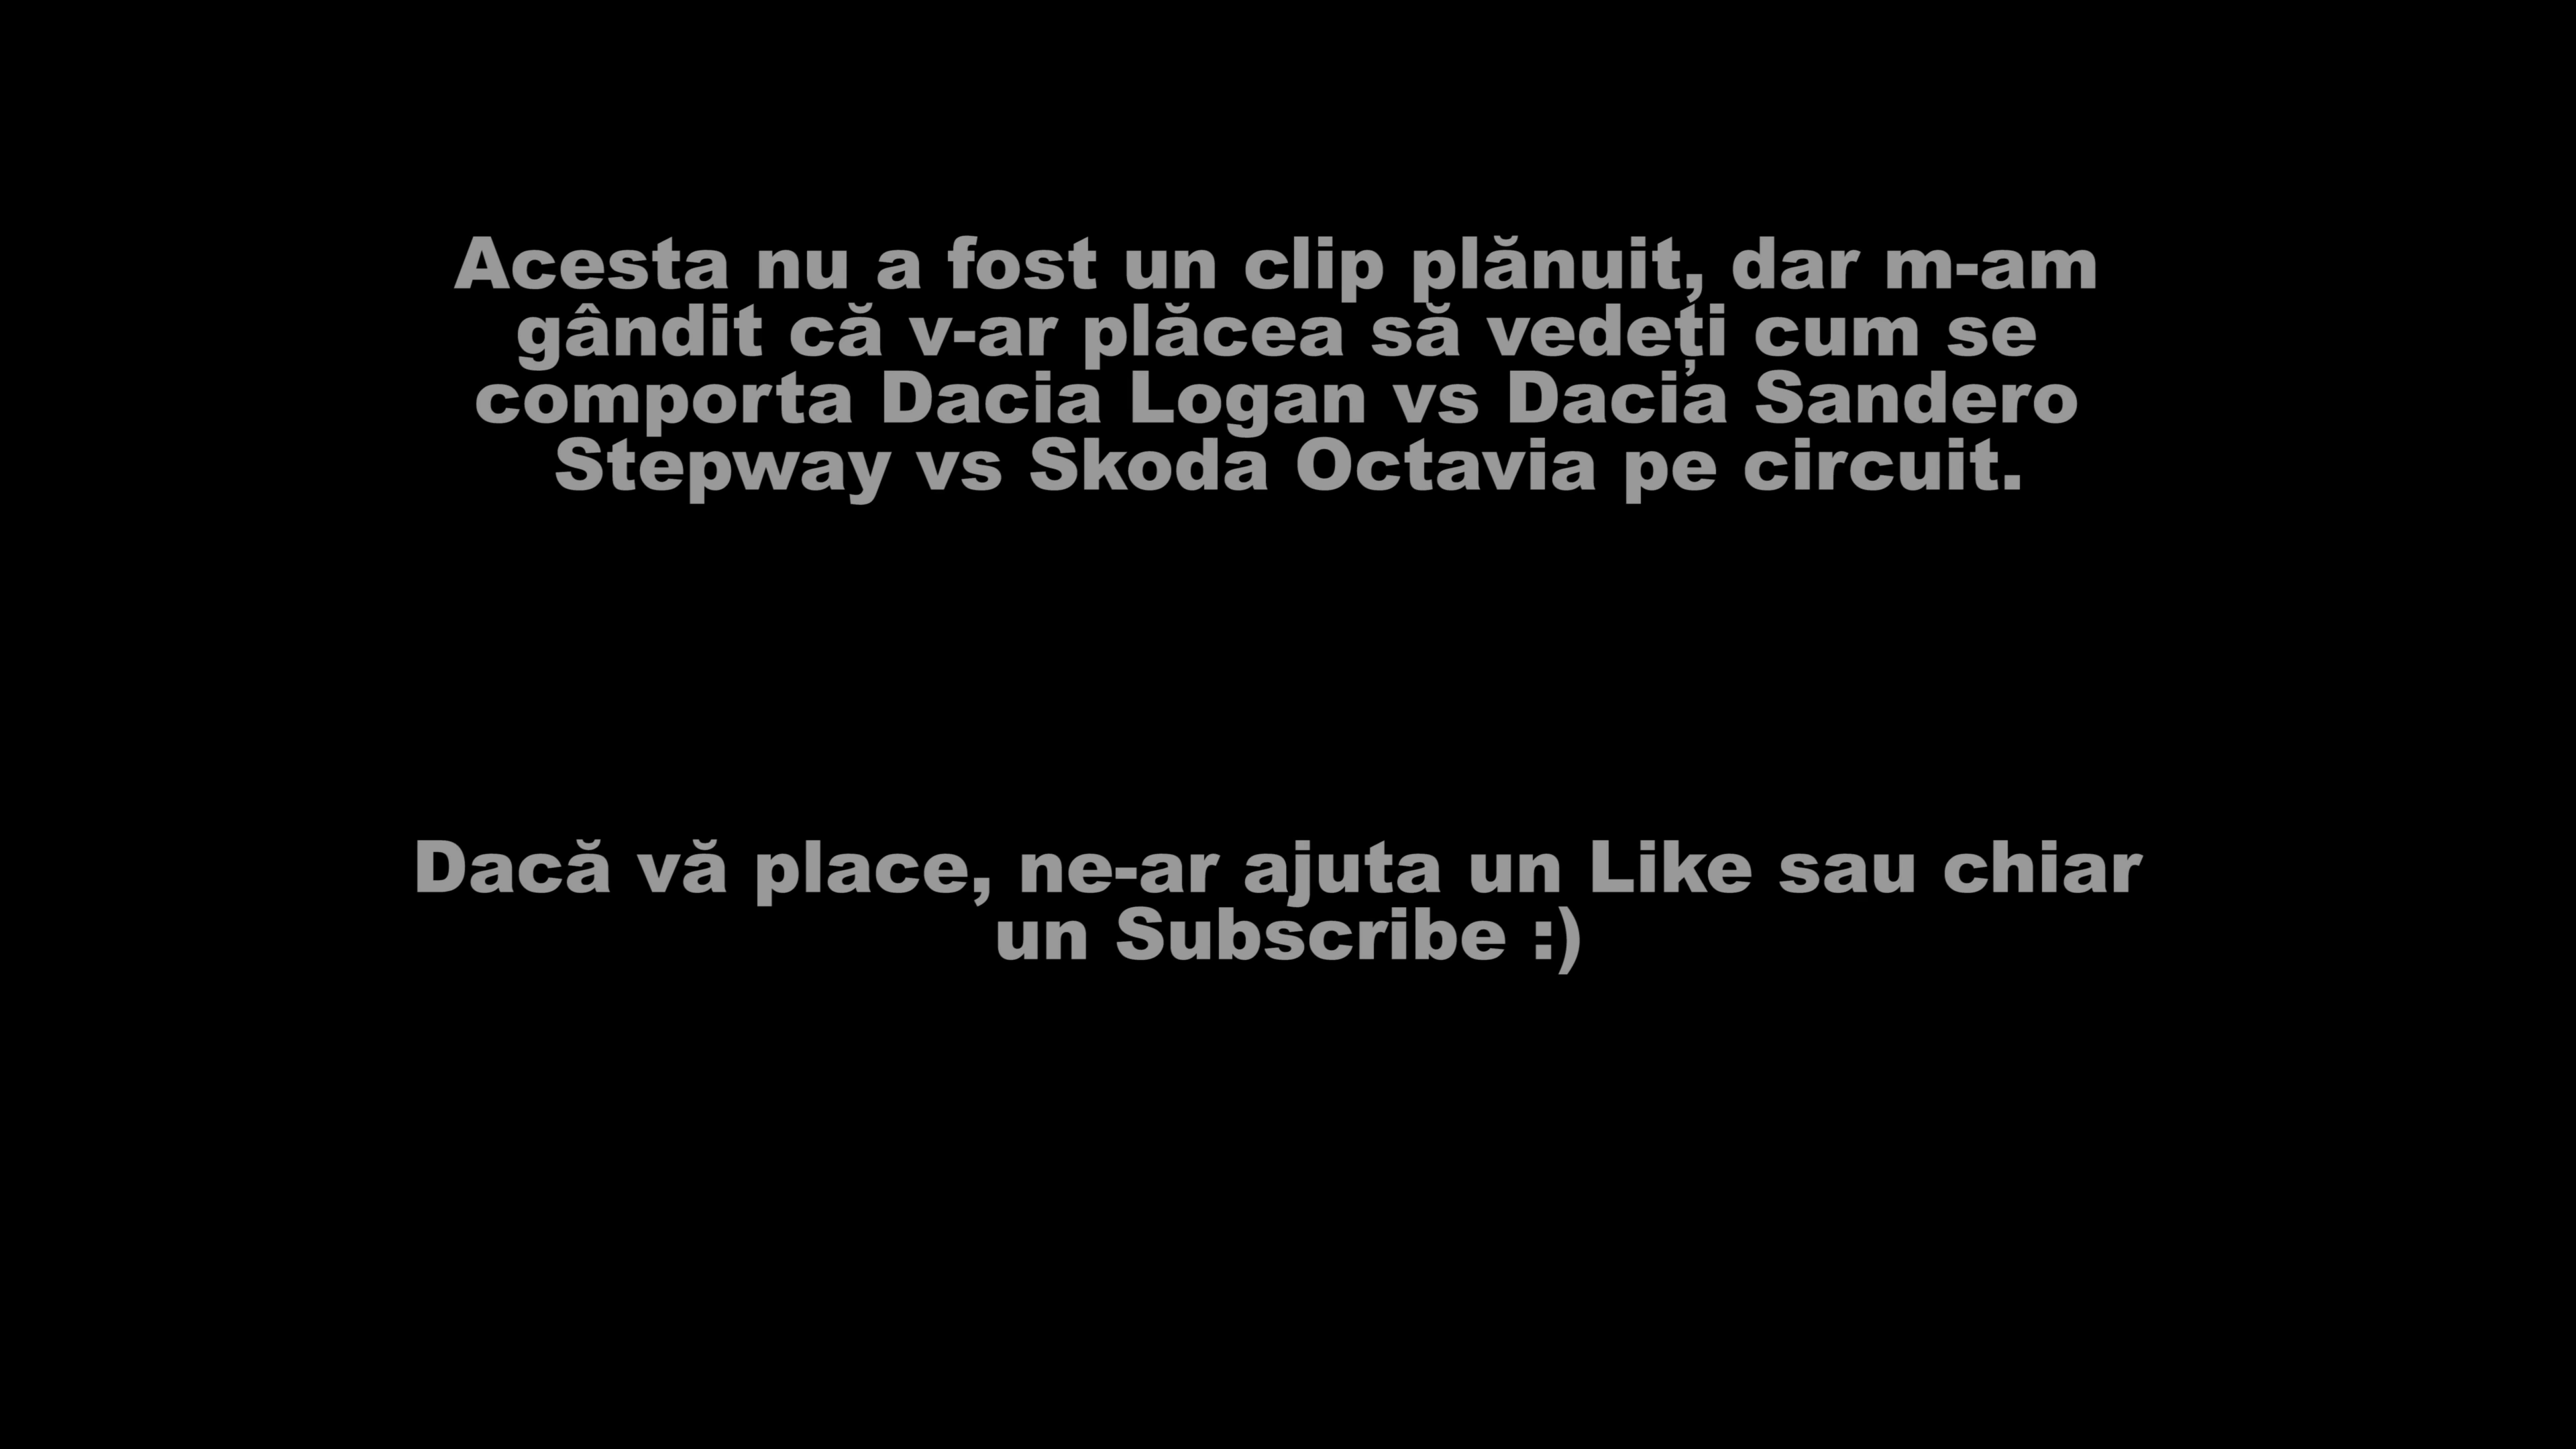 Acesta nu a fost un clip plănuit, dar m-am
gândit că v-ar plăcea să vedeți cum se
comporta Dacia Logan vs Dacia Sandero
Stepway vs Skoda Octavia pe circuit.
Dacă vă place, ne-ar ajuta un Like sau chiar
un Subscribe :)